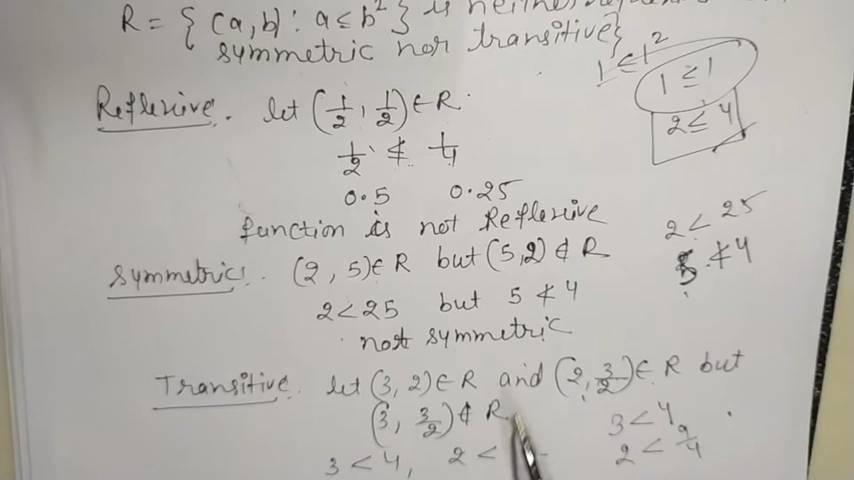 R = { (a, b) : a ≤ b² } is neither
symmetric nor transitive}
1 ≤ 1²
1 ≤ 1
2 ≤ 4
Reflexive. let (1/2, 1/2) ∈ R.
1/2 ≰ 1/4
0.5 0.25
function is not Reflexive
2 < 25
5 ≮ 4
Symmetric. (2, 5) ∈ R but (5, 2) ∉ R
2 < 25 but 5 ≮ 4
not symmetric
Transitive. let (3, 2) ∈ R and (2, 3/2) ∈ R but
(3, 3/2) ∉ R
3 < 4
2 < 9/4
3 < 4, 2 <